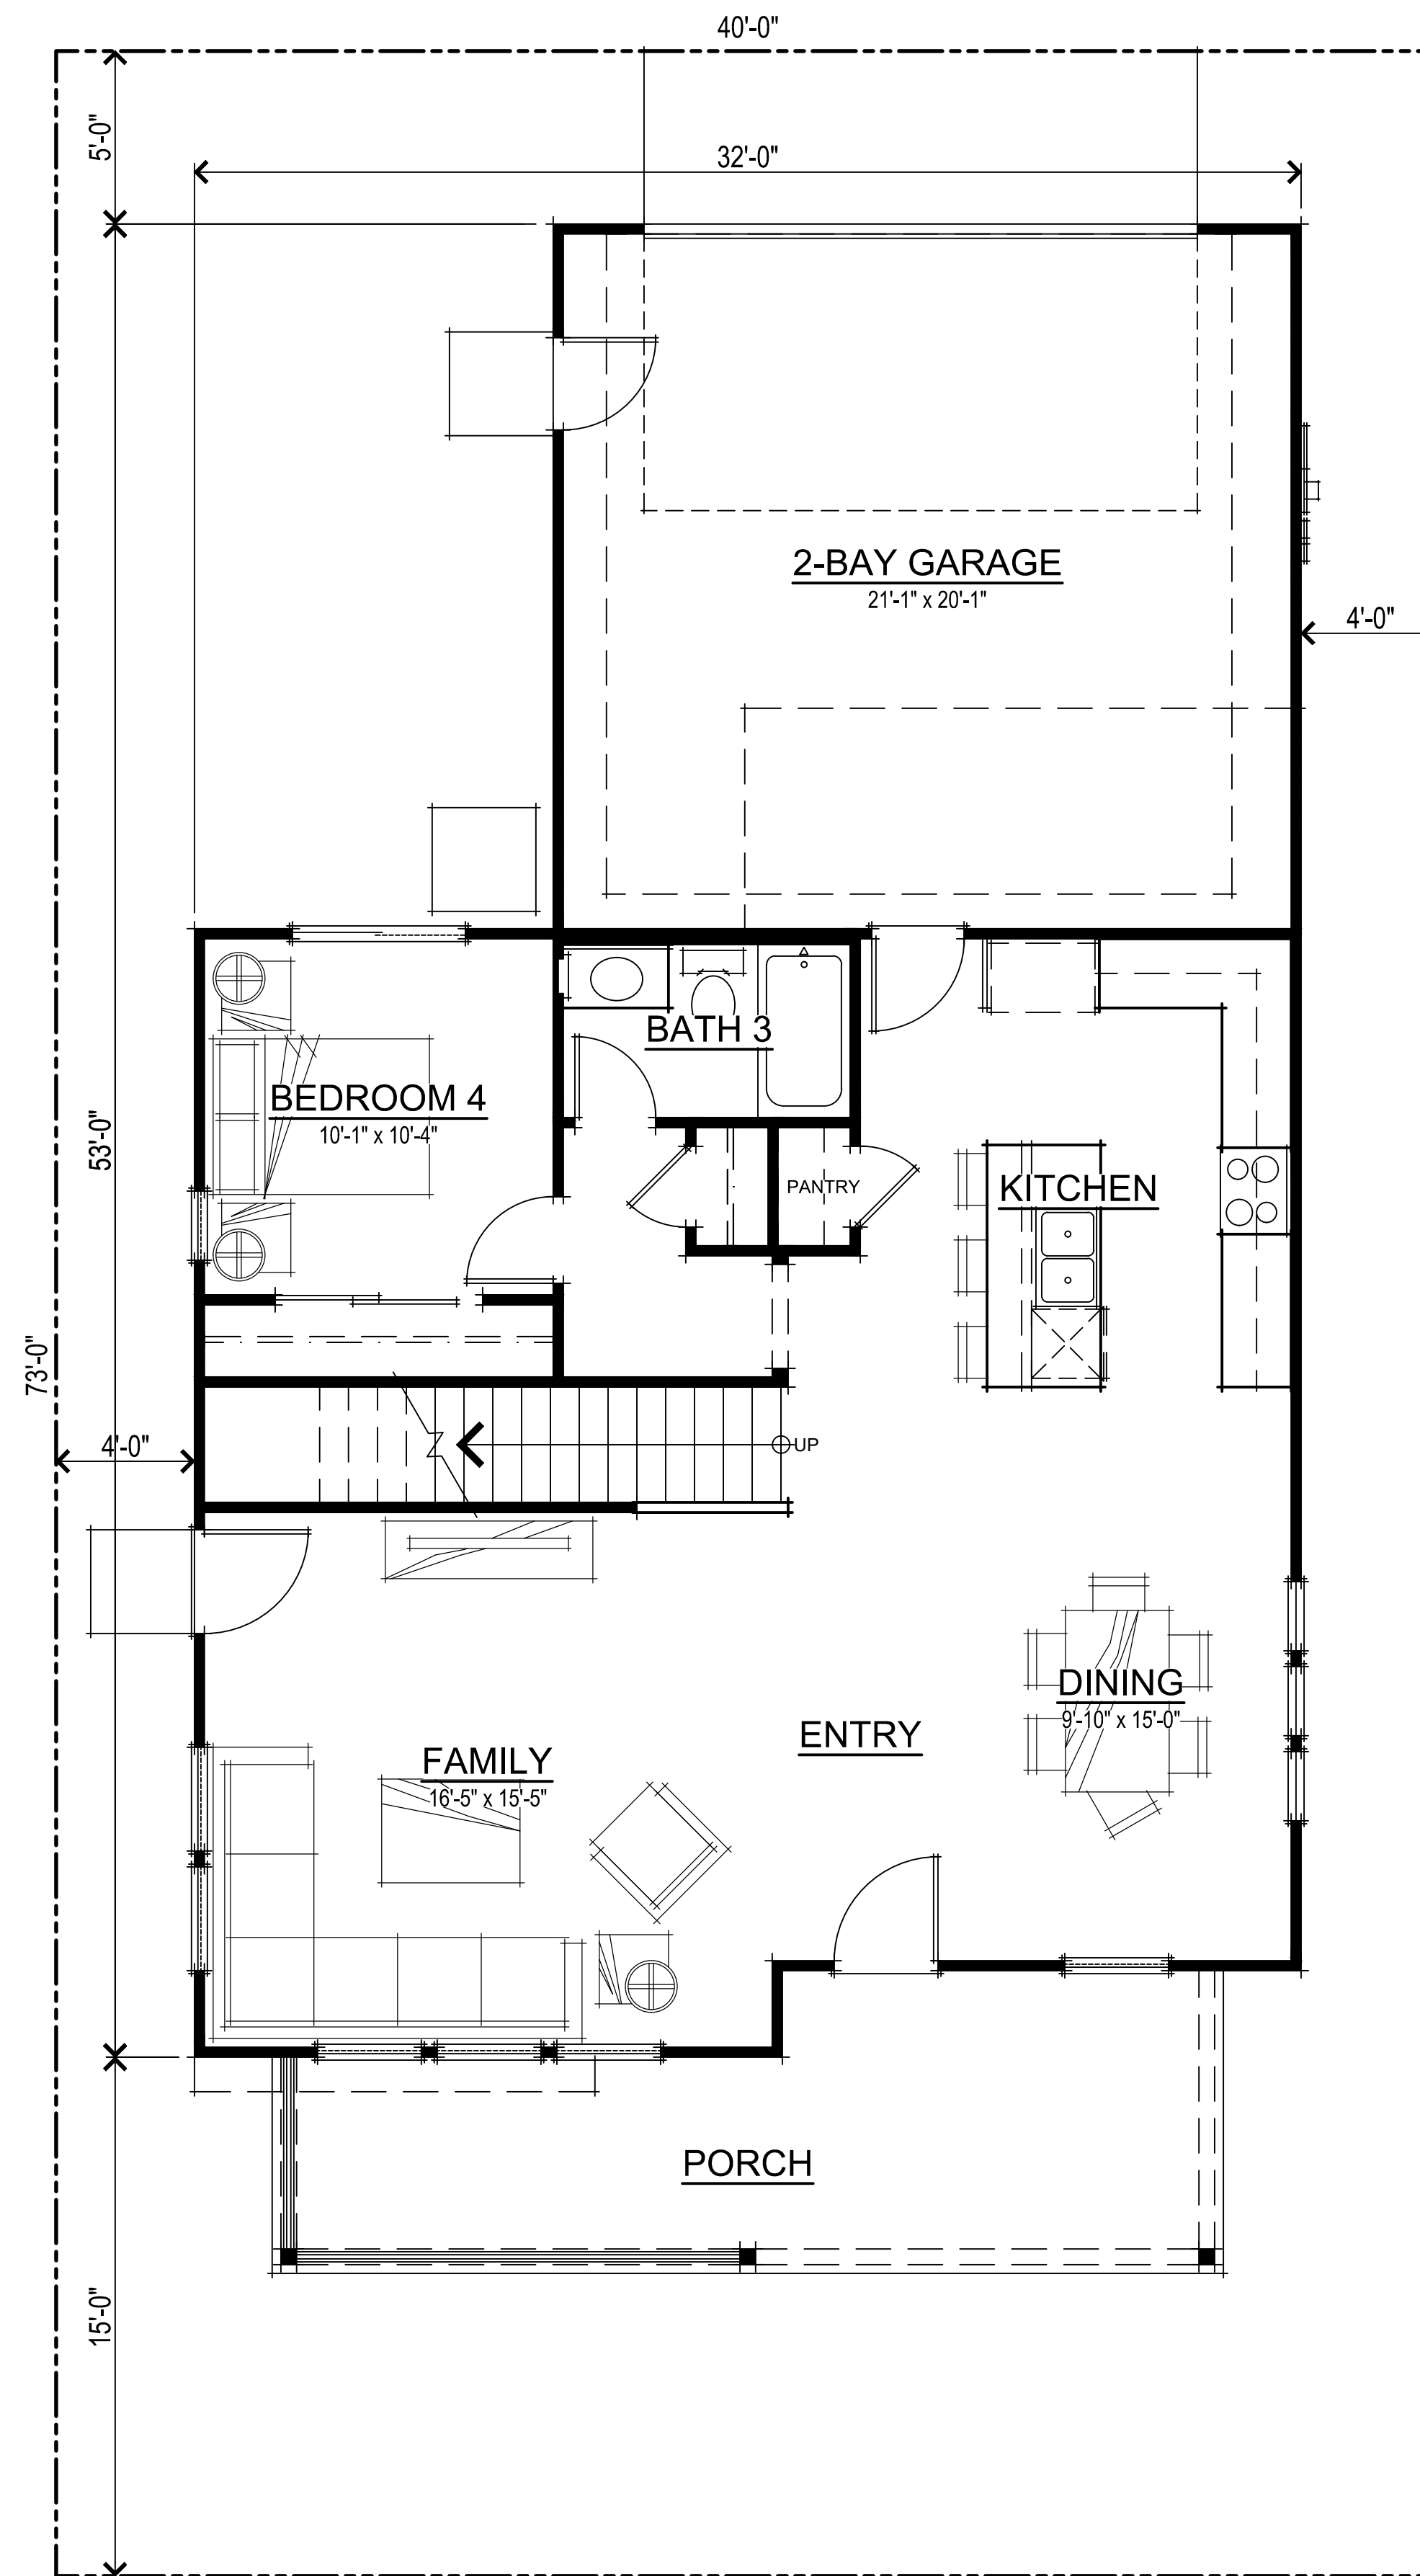 40'-0"
5'-0"
32'-0"
2-BAY GARAGE
21'-1" x 20'-1"
4'-0"
BATH 3
BEDROOM 4
10'-1" x 10'-4"
53'-0"
PANTRY
KITCHEN
73'-0"
4'-0"
UP
DINING
9'-10" x 15'-0"
ENTRY
FAMILY
16'-5" x 15'-5"
PORCH
15'-0"